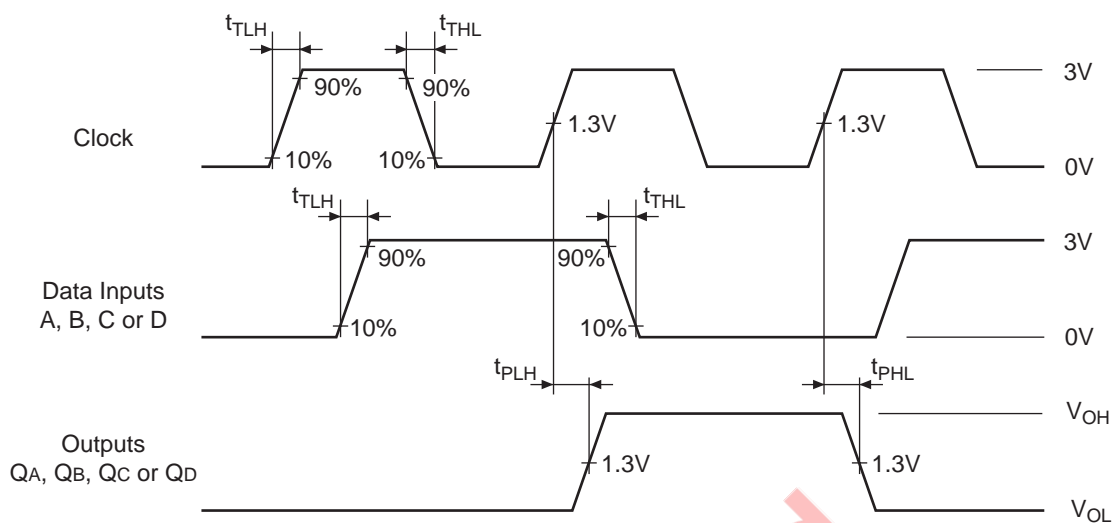 tTLH
tTHL
90%
90%
3V
Clock
1.3V
1.3V
10%
10%
0V
tTLH
tTHL
90%
90%
3V
Data Inputs
A, B, C or D
10%
10%
0V
tPLH
tPHL
VOH
Outputs
QA, QB, QC or QD
1.3V
1.3V
VOL